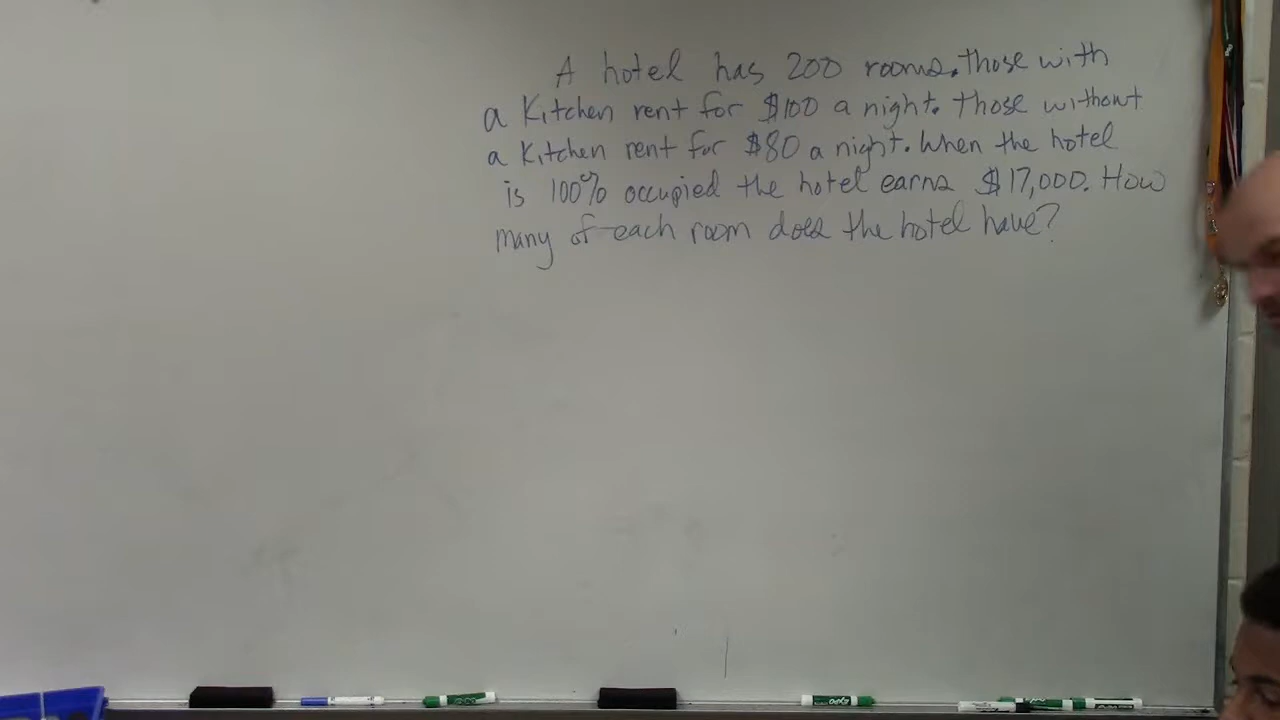 A hotel has 200 rooms. Those with
a Kitchen rent for $100 a night. Those without
a Kitchen rent for $80 a night. When the hotel
is 100% occupied the hotel earns $17,000. How
many of each room does the hotel have?